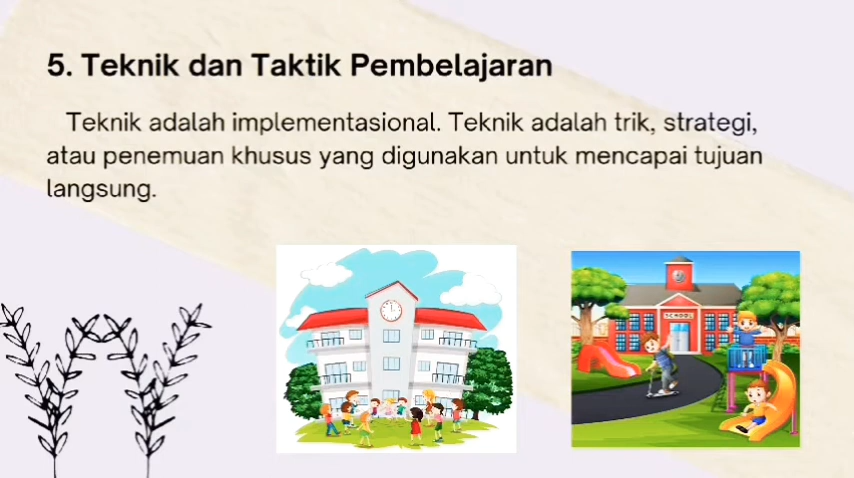 5. Teknik dan Taktik Pembelajaran
Teknik adalah implementasional. Teknik adalah trik, strategi,
atau penemuan khusus yang digunakan untuk mencapai tujuan
langsung.
SCHOOL